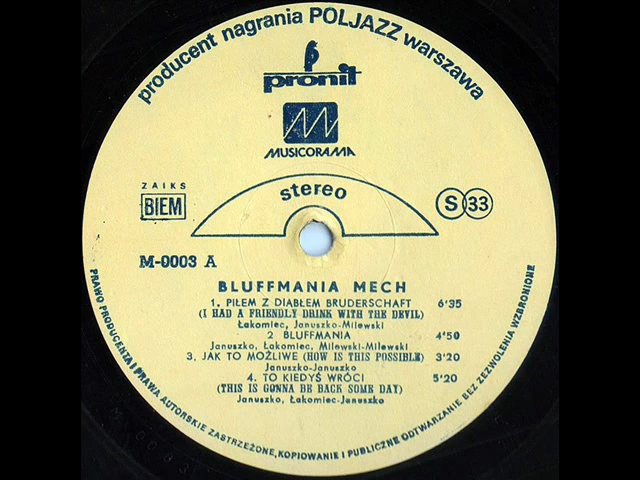 producent nagrania POLJAZZ warszawa
pronit
MUSICORAMA
stereo
ZAIKS
BIEM
S 33
M-0003 A
BLUFFMANIA MECH
1. PIŁEM Z DIABŁEM BRUDERSCHAFT 6'35
(I HAD A FRIENDLY DRINK WITH THE DEVIL)
Łakomiec, Januszko-Milewski
2 BLUFFMANIA 4'50
Januszko, Łakomiec, Milewski-Milewski
3. JAK TO MOŻLIWE (HOW IS THIS POSSIBLE) 3'20
Januszko-Januszko
4. TO KIEDYŚ WRÓCI 5'20
(THIS IS GONNA BE BACK SOME DAY)
Januszko, Łakomiec-Januszko
PRAWO PRODUCENTA I PRAWA AUTORSKIE ZASTRZEŻONE, KOPIOWANIE I PUBLICZNE ODTWARZANIE BEZ ZEZWOLENIA WZBRONIONE